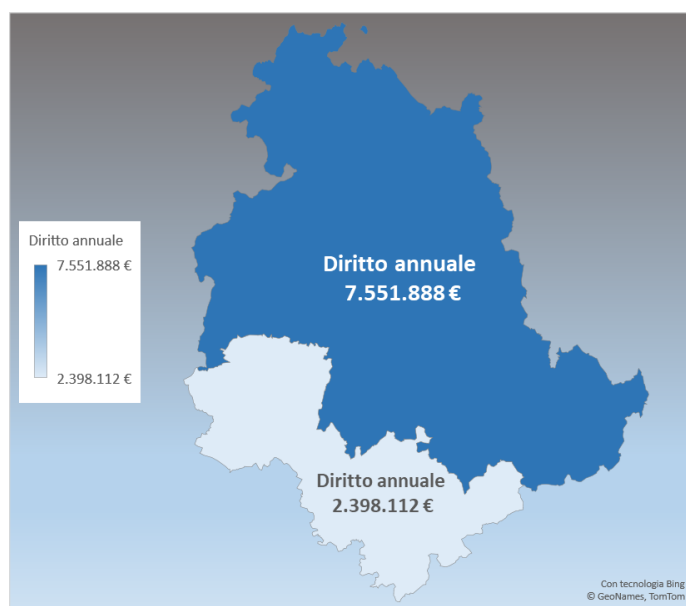 Diritto annuale
7.551.888 €
Diritto annuale
7.551.888 €
2.398.112 €
Diritto annuale
2.398.112 €
Con tecnologia Bing
© GeoNames, TomTom